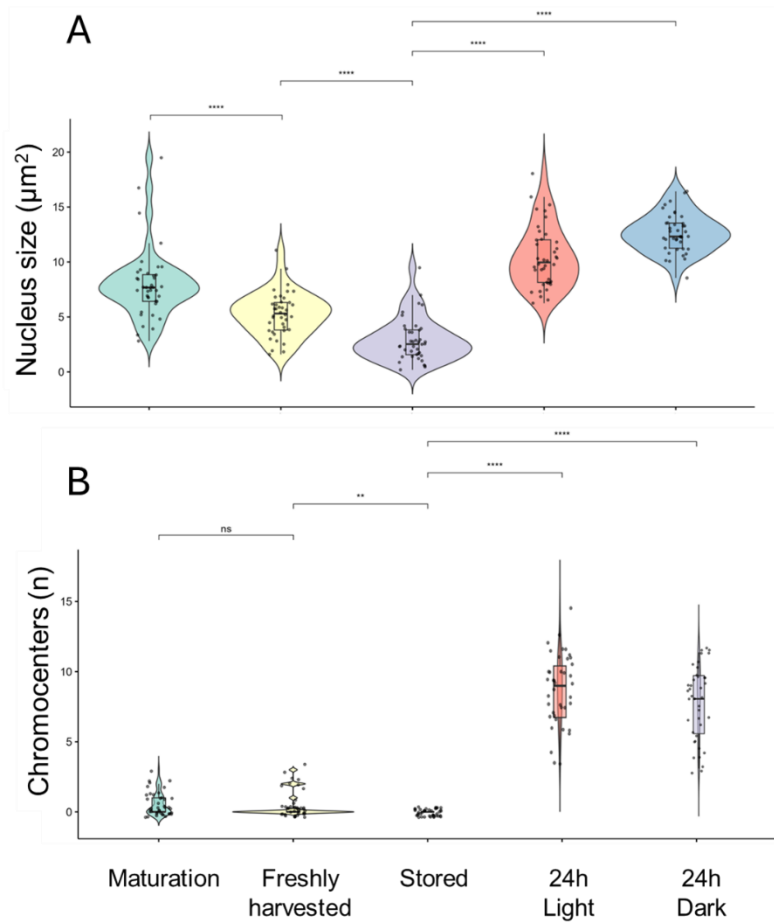 A
****
****
****
****
Nucleus size (µm²)
20
15
10
5
0
B
****
****
**
ns
Chromocenters (n)
15
10
5
0
Maturation
Freshly
harvested
Stored
24h
Light
24h
Dark